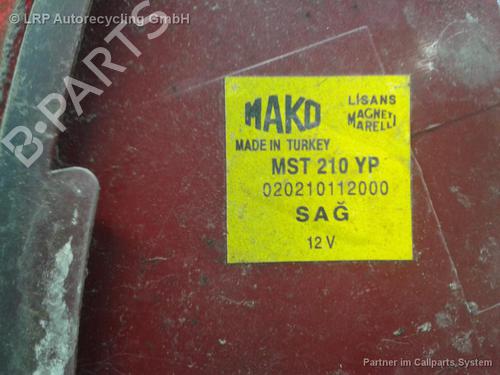 © LRP Autorecycling GmbH
B-PARTS
MAKO
LİSANS
MAGNETI
MARELLI
MADE IN TURKEY
MST 210 YP
020210112000
SAĞ
12 V
Partner im Callparts System